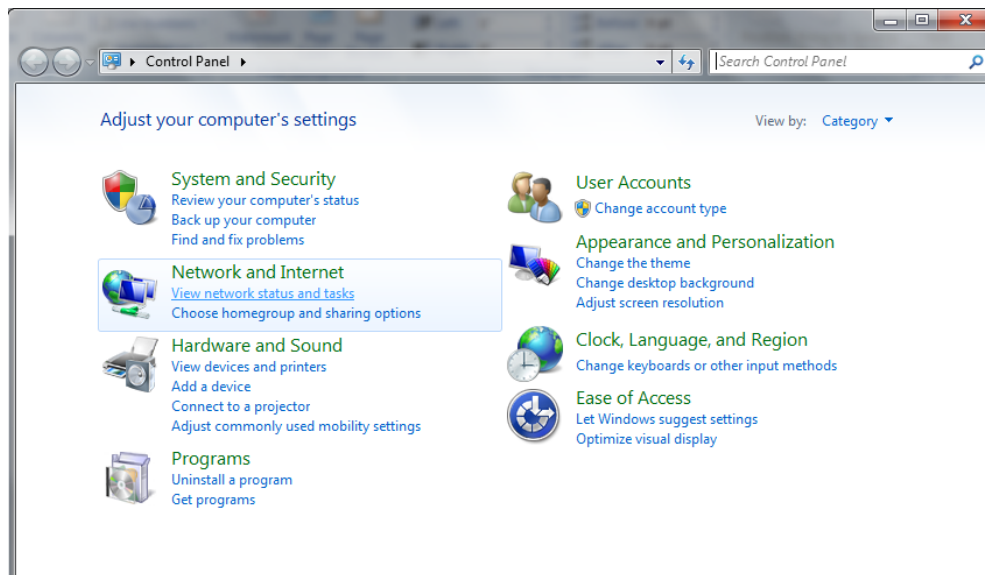 Control Panel
Search Control Panel
Adjust your computer's settings
View by: Category
System and Security
Review your computer's status
Back up your computer
Find and fix problems
Network and Internet
View network status and tasks
Choose homegroup and sharing options
Hardware and Sound
View devices and printers
Add a device
Connect to a projector
Adjust commonly used mobility settings
Programs
Uninstall a program
Get programs
User Accounts
Change account type
Appearance and Personalization
Change the theme
Change desktop background
Adjust screen resolution
Clock, Language, and Region
Change keyboards or other input methods
Ease of Access
Let Windows suggest settings
Optimize visual display